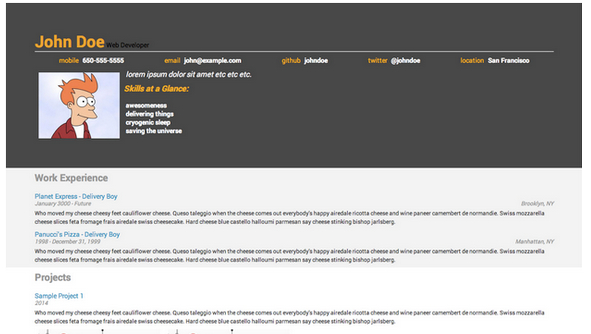 John Doe Web Developer
mobile 650-555-5555 email john@example.com github johndoe twitter @johndoe location San Francisco
lorem ipsum dolor sit amet etc etc etc.
Skills at a Glance:
awesomeness
delivering things
cryogenic sleep
saving the universe
Work Experience
Planet Express - Delivery Boy
January 3000 - Future Brooklyn, NY
Who moved my cheese cheesy feet cauliflower cheese. Queso taleggio when the cheese comes out everybody's happy airedale ricotta cheese and wine paneer camembert de normandie. Swiss mozzarella
cheese slices feta fromage frais airedale swiss cheesecake. Hard cheese blue castello halloumi parmesan say cheese stinking bishop jarlsberg.
Panucci's Pizza - Delivery Boy
1998 - December 31, 1999 Manhattan, NY
Who moved my cheese cheesy feet cauliflower cheese. Queso taleggio when the cheese comes out everybody's happy airedale ricotta cheese and wine paneer camembert de normandie. Swiss mozzarella
cheese slices feta fromage frais airedale swiss cheesecake. Hard cheese blue castello halloumi parmesan say cheese stinking bishop jarlsberg.
Projects
Sample Project 1
2014
Who moved my cheese cheesy feet cauliflower cheese. Queso taleggio when the cheese comes out everybody's happy airedale ricotta cheese and wine paneer camembert de normandie. Swiss mozzarella
cheese slices feta fromage frais airedale swiss cheesecake. Hard cheese blue castello halloumi parmesan say cheese stinking bishop jarlsberg.